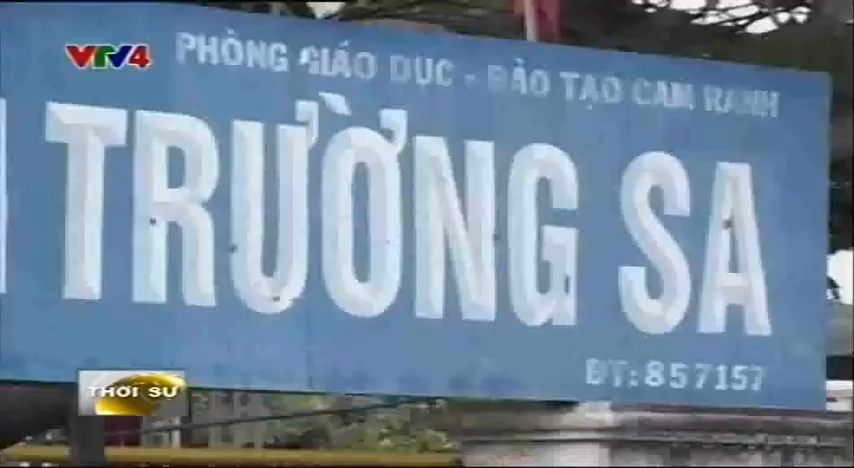 VTV4
PHÒNG GIÁO DỤC - ĐÀO TẠO CAM RANH
TRƯỜNG SA
ĐT: 857157
THỜI SỰ